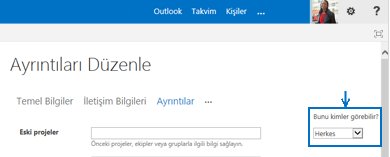 Outlook Takvim Kişiler ... ?
Ayrıntıları Düzenle
Temel Bilgiler İletişim Bilgileri Ayrıntılar ...
Bunu kimler görebilir?
Herkes
Eski projeler
Önceki projeler, ekipler veya gruplarla ilgili bilgi sağlayın.